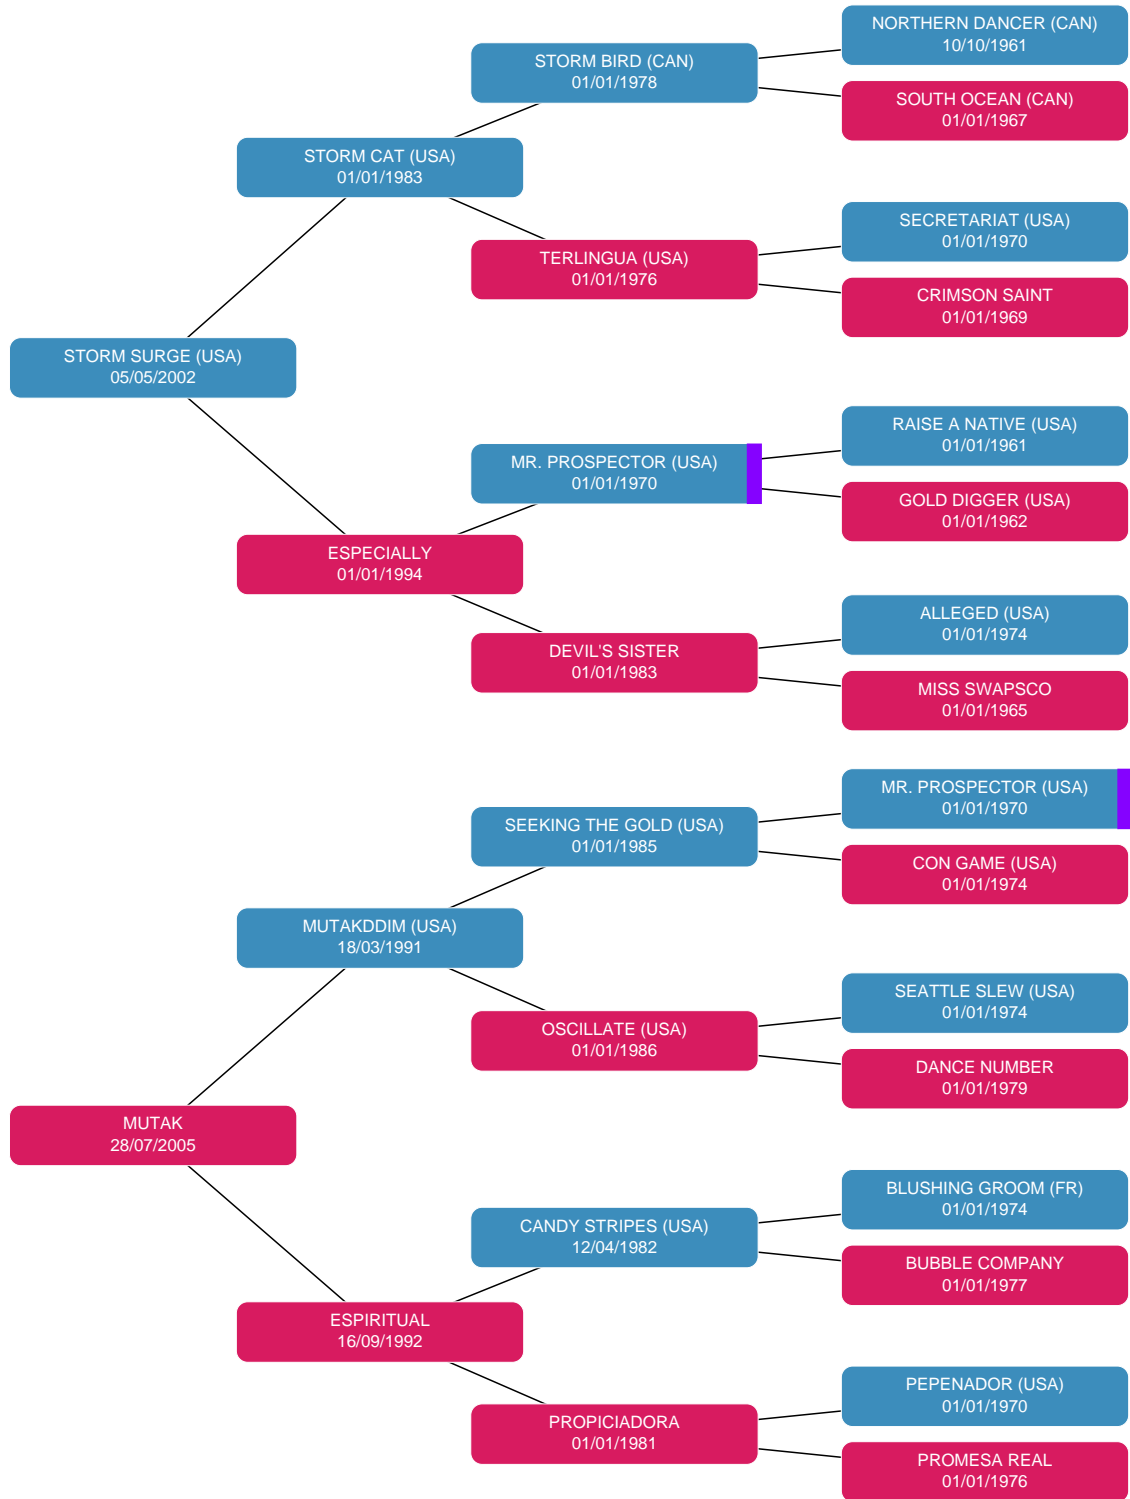 NORTHERN DANCER (CAN)
10/10/1961
STORM BIRD (CAN)
01/01/1978
SOUTH OCEAN (CAN)
01/01/1967
STORM CAT (USA)
01/01/1983
SECRETARIAT (USA)
01/01/1970
TERLINGUA (USA)
01/01/1976
CRIMSON SAINT
01/01/1969
STORM SURGE (USA)
05/05/2002
RAISE A NATIVE (USA)
01/01/1961
MR. PROSPECTOR (USA)
01/01/1970
GOLD DIGGER (USA)
01/01/1962
ESPECIALLY
01/01/1994
ALLEGED (USA)
01/01/1974
DEVIL'S SISTER
01/01/1983
MISS SWAPSCO
01/01/1965
MR. PROSPECTOR (USA)
01/01/1970
SEEKING THE GOLD (USA)
01/01/1985
CON GAME (USA)
01/01/1974
MUTAKDDIM (USA)
18/03/1991
SEATTLE SLEW (USA)
01/01/1974
OSCILLATE (USA)
01/01/1986
DANCE NUMBER
01/01/1979
MUTAK
28/07/2005
BLUSHING GROOM (FR)
01/01/1974
CANDY STRIPES (USA)
12/04/1982
BUBBLE COMPANY
01/01/1977
ESPIRITUAL
16/09/1992
PEPENADOR (USA)
01/01/1970
PROPICIADORA
01/01/1981
PROMESA REAL
01/01/1976